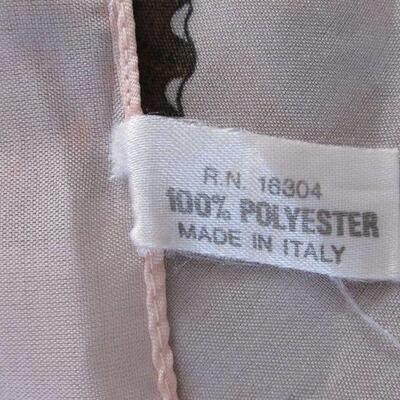 R.N. 16304
100% POLYESTER
MADE IN ITALY